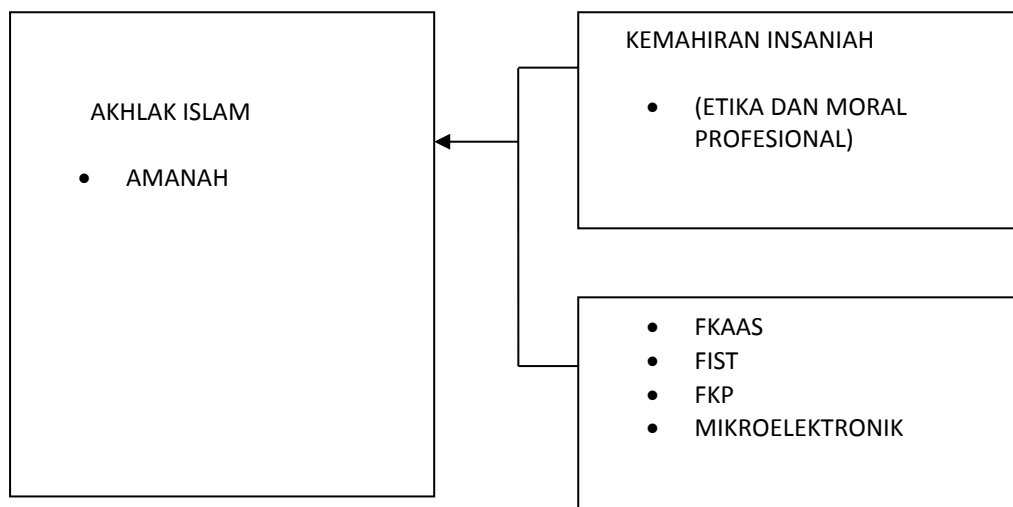 AKHLAK ISLAM
• AMANAH
KEMAHIRAN INSANIAH
• (ETIKA DAN MORAL
PROFESIONAL)
• FKAAS
• FIST
• FKP
• MIKROELEKTRONIK